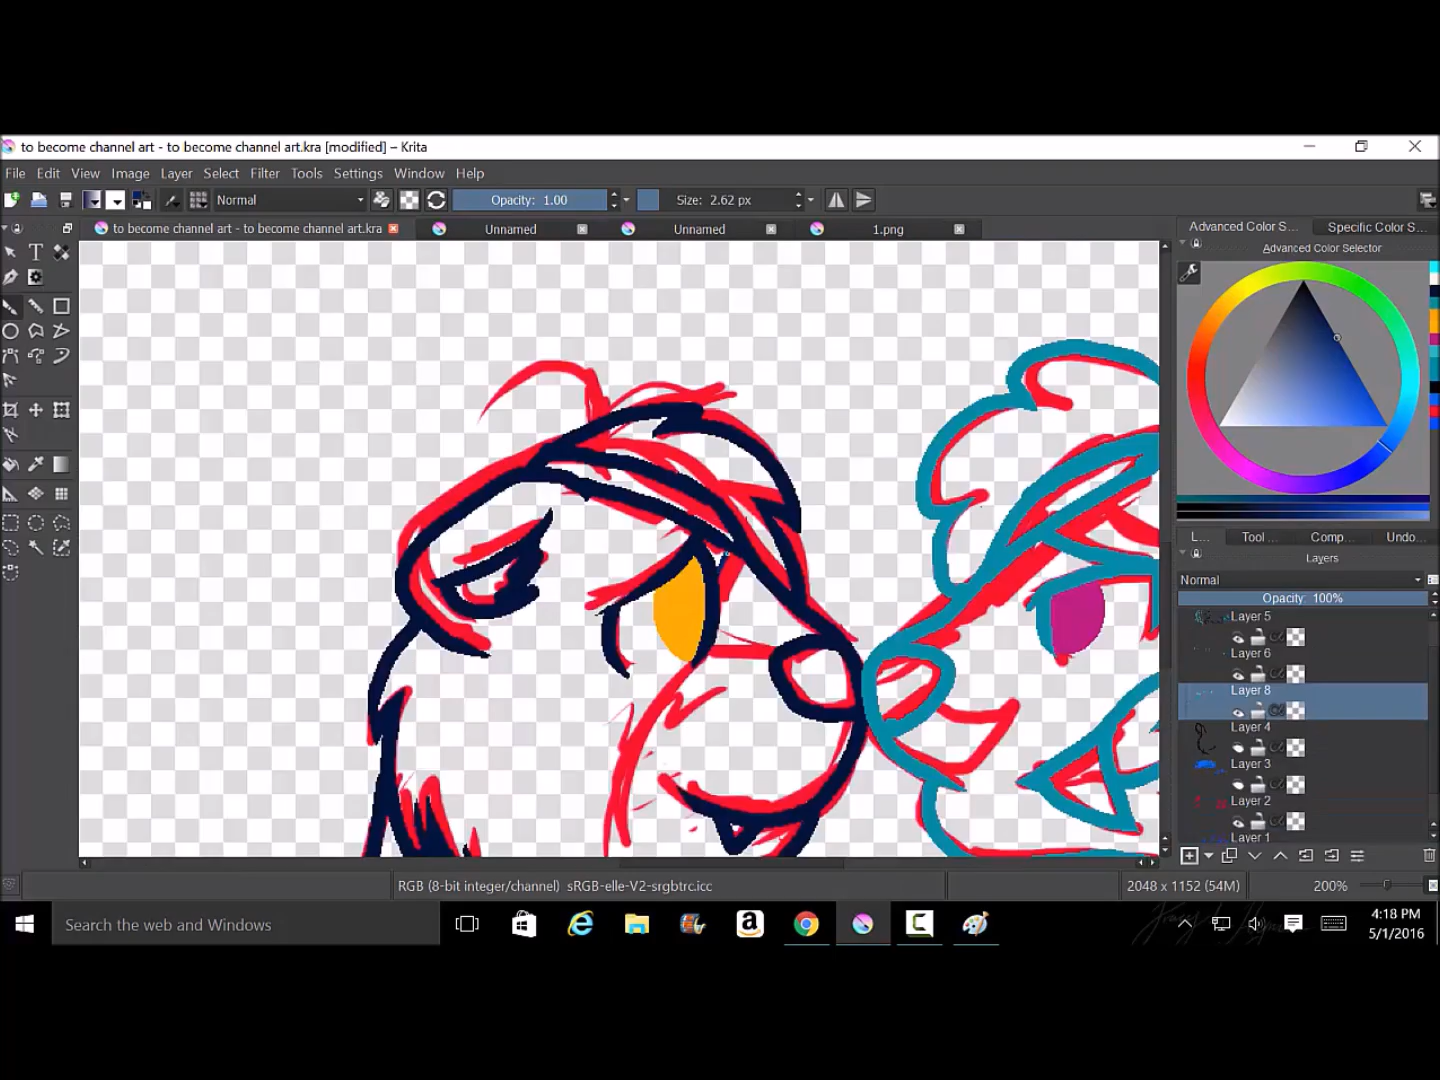 to become channel art - to become channel art.kra [modified] – Krita
File Edit View Image Layer Select Filter Tools Settings Window Help
Normal Opacity: 1.00 Size: 2.62 px
to become channel art - to become channel art.kra Unnamed Unnamed 1.png
Advanced Color S... Specific Color S...
Advanced Color Selector
L... Tool ... Comp... Undo...
Layers
Normal
Opacity: 100%
Layer 5
Layer 6
Layer 8
Layer 4
Layer 3
Layer 2
Layer 1
RGB (8-bit integer/channel) sRGB-elle-V2-srgbtrc.icc 2048 x 1152 (54M) 200%
Search the web and Windows
4:18 PM
5/1/2016